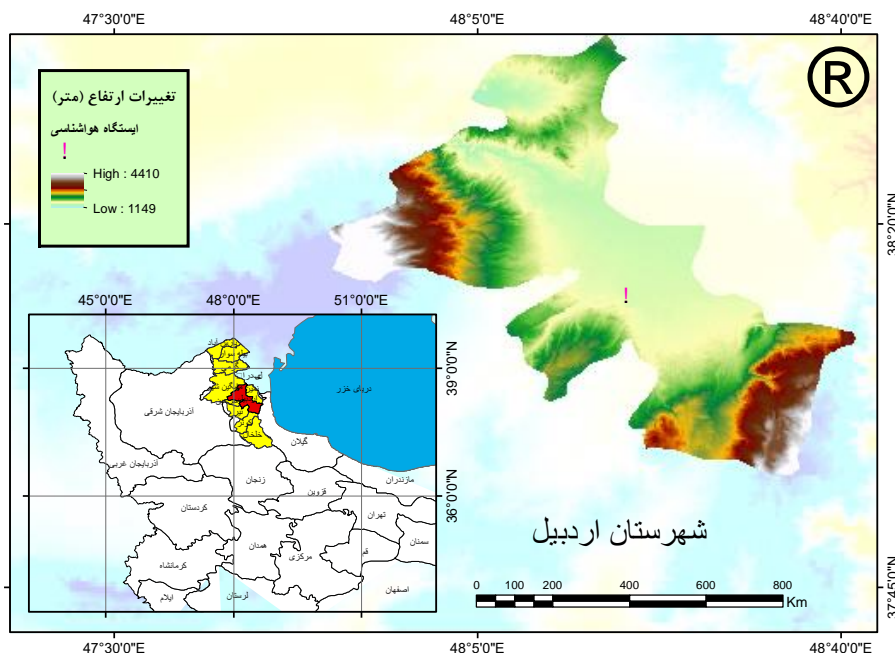 47°30'0"E
48°5'0"E
48°40'0"E
®
تغییرات ارتفاع (متر)
ایستگاه هواشناسی
!
High : 4410
Low : 1149
38°20'0"N
!
45°0'0"E
48°0'0"E
51°0'0"E
39°0'0"N
دریای خزر
آذربایجان شرقی
خلخال
گیلان
آذربایجان غربی
زنجان
قزوین
مازندران
36°0'0"N
کردستان
تهران
سمنان
همدان
مرکزی
قم
کرمانشاه
ایلام
لرستان
اصفهان
شهرستان اردبیل
0 100 200 400 600 800
Km
37°45'0"N
47°30'0"E
48°5'0"E
48°40'0"E